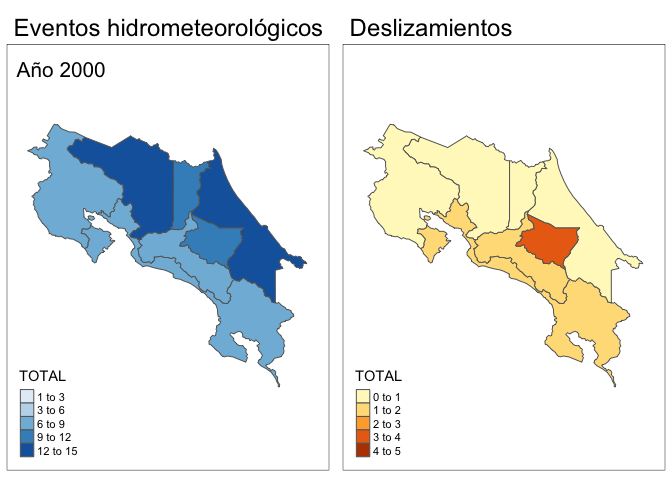 Eventos hidrometeorológicos
Año 2000
TOTAL
1 to 3
3 to 6
6 to 9
9 to 12
12 to 15
Deslizamientos
TOTAL
0 to 1
1 to 2
2 to 3
3 to 4
4 to 5